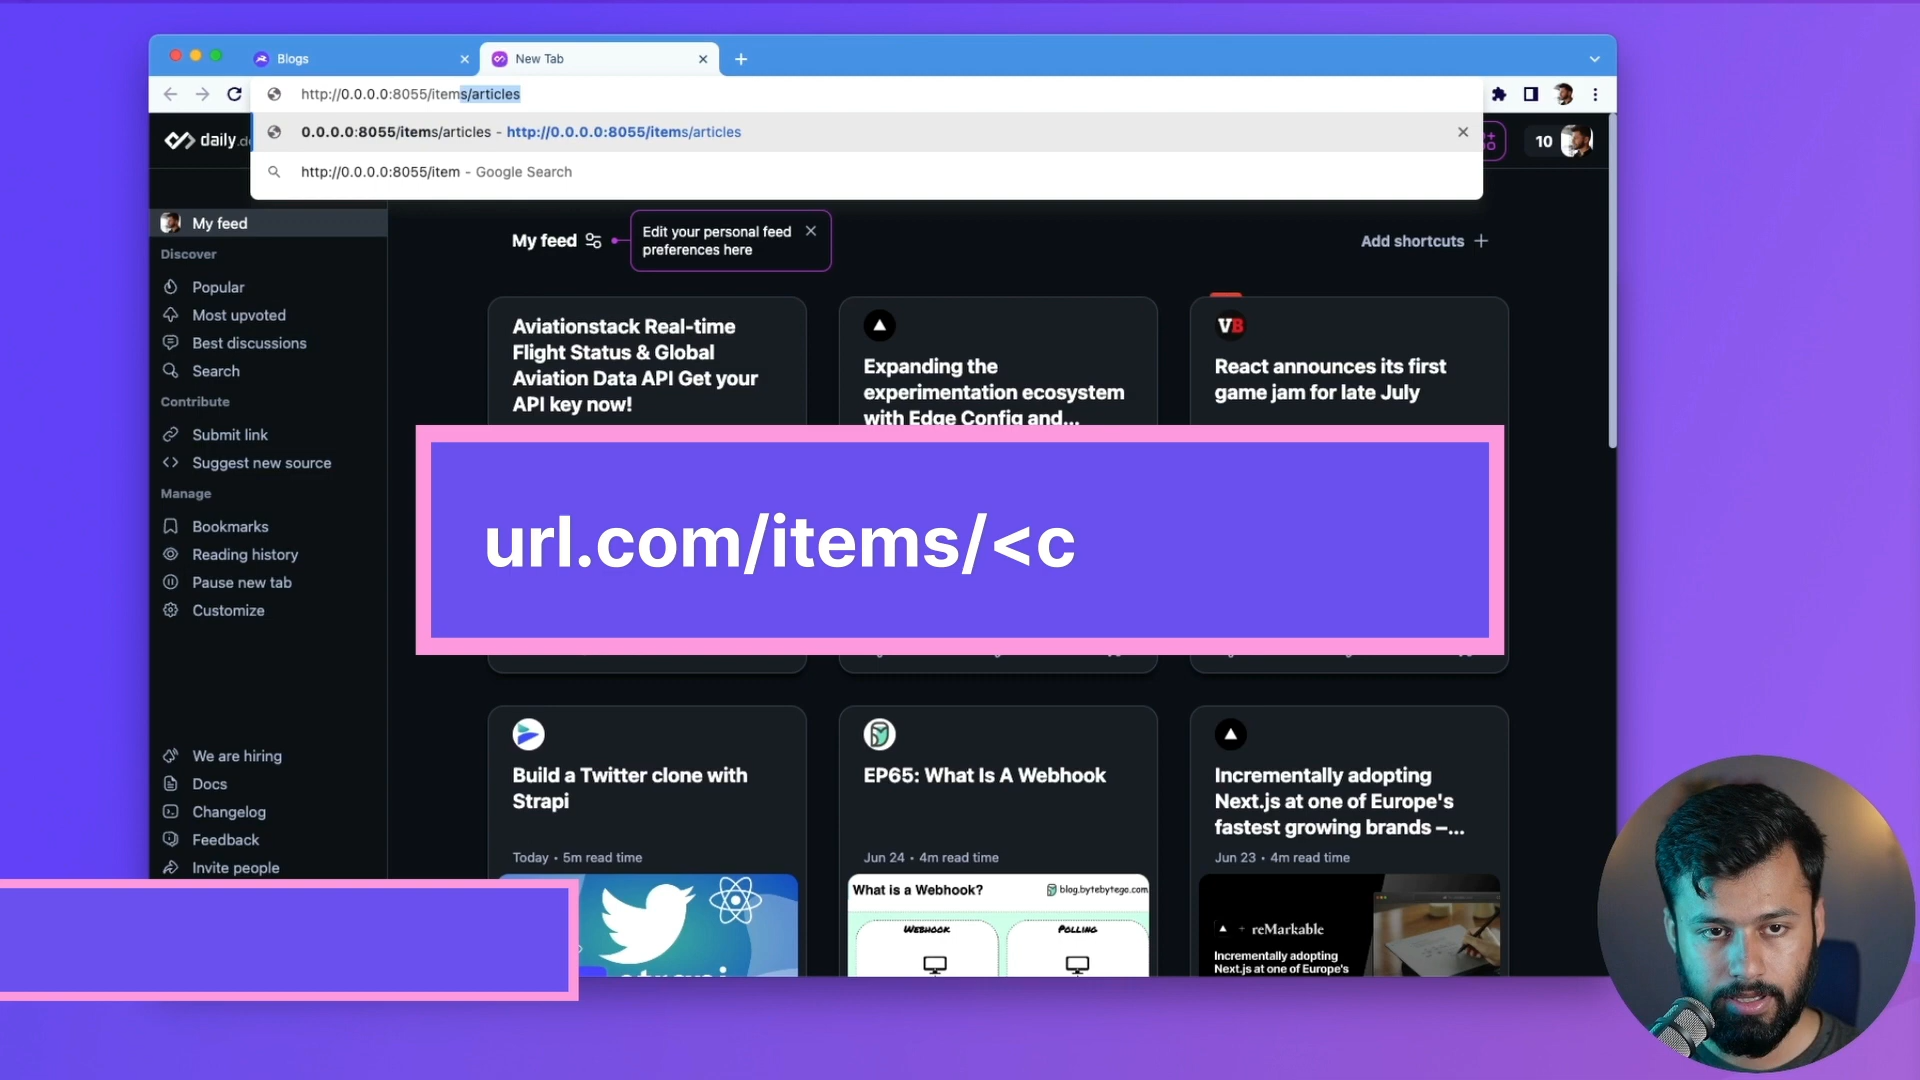 Blogs
New Tab
http://0.0.0.0:8055/items/articles
0.0.0.0:8055/items/articles - http://0.0.0.0:8055/items/articles
http://0.0.0.0:8055/item - Google Search
daily.d
10
My feed
Discover
Popular
Most upvoted
Best discussions
Search
Contribute
Submit link
Suggest new source
Manage
Bookmarks
Reading history
Pause new tab
Customize
We are hiring
Docs
Changelog
Feedback
Invite people
My feed
Edit your personal feed
preferences here
Add shortcuts
Aviationstack Real-time
Flight Status & Global
Aviation Data API Get your
API key now!
Expanding the
experimentation ecosystem
with Edge Config and...
VB
React announces its first
game jam for late July
url.com/items/<c
Build a Twitter clone with
Strapi
Today • 5m read time
EP65: What Is A Webhook
Jun 24 • 4m read time
What is a Webhook?
blog.bytebytego.com
WEBHOOK
POLLING
Incrementally adopting
Next.js at one of Europe's
fastest growing brands –...
Jun 23 • 4m read time
+ reMarkable
Incrementally adopting
Next.js at one of Europe's